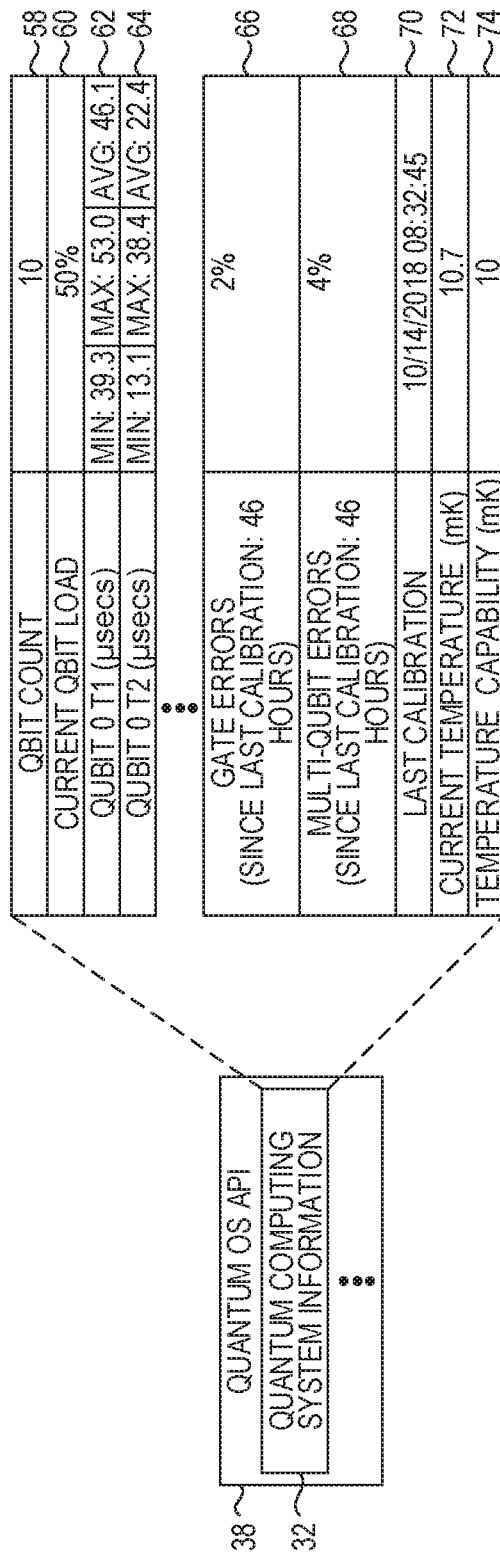 38
QUANTUM OS API
32
QUANTUM COMPUTING
SYSTEM INFORMATION
QBIT COUNT 10 58
CURRENT QBIT LOAD 50% 60
QUBIT 0 T1 (µsecs) MIN: 39.3 MAX: 53.0 AVG: 46.1 62
QUBIT 0 T2 (µsecs) MIN: 13.1 MAX: 38.4 AVG: 22.4 64
GATE ERRORS
(SINCE LAST CALIBRATION: 46
HOURS)
2% 66
MULTI-QUBIT ERRORS
(SINCE LAST CALIBRATION: 46
HOURS)
4% 68
LAST CALIBRATION 10/14/2018 08:32:45 70
CURRENT TEMPERATURE (mK) 10.7 72
TEMPERATURE CAPABILITY (mK) 10 74